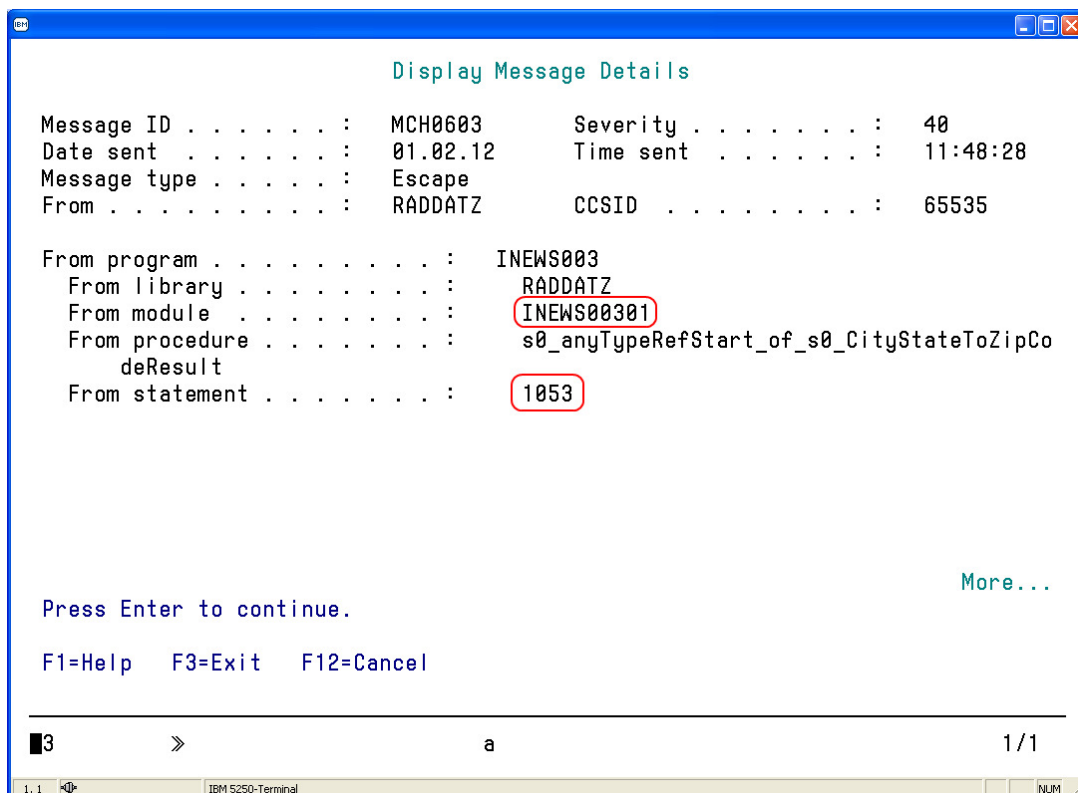 IBM
Display Message Details
Message ID . . . . . . : MCH0603 Severity . . . . . . . : 40
Date sent . . . . . . : 01.02.12 Time sent . . . . . . : 11:48:28
Message type . . . . . : Escape
From . . . . . . . . . : RADDATZ CCSID . . . . . . . . : 65535
From program . . . . . . . . . : INEWS003
From library . . . . . . . . : RADDATZ
From module . . . . . . . . : INEWS00301
From procedure . . . . . . . : s0_anyTypeRefStart_of_s0_CityStateToZipCo
deResult
From statement . . . . . . . : 1053
More...
Press Enter to continue.
F1=Help F3=Exit F12=Cancel
3 » a 1/1
1.1 IBM 5250-Terminal NUM